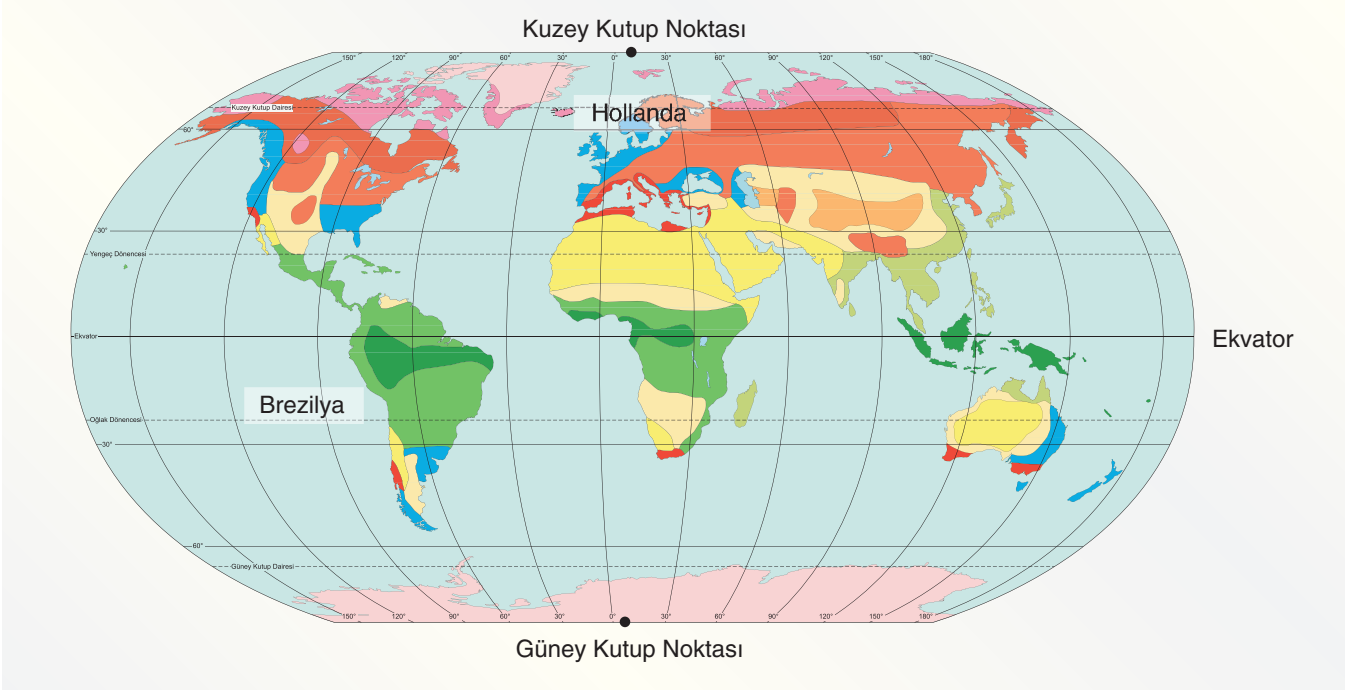 Kuzey Kutup Noktası
150° 120° 90° 60° 30° 0° 30° 60° 90° 120° 150° 180°
Kuzey Kutup Dairesi
Hollanda
60°
30°
Yengeç Dönencesi
Ekvator
Ekvator
Brezilya
Oğlak Dönencesi
30°
60°
Güney Kutup Dairesi
150° 120° 90° 60° 30° 0° 30° 60° 90° 120° 150° 180°
Güney Kutup Noktası